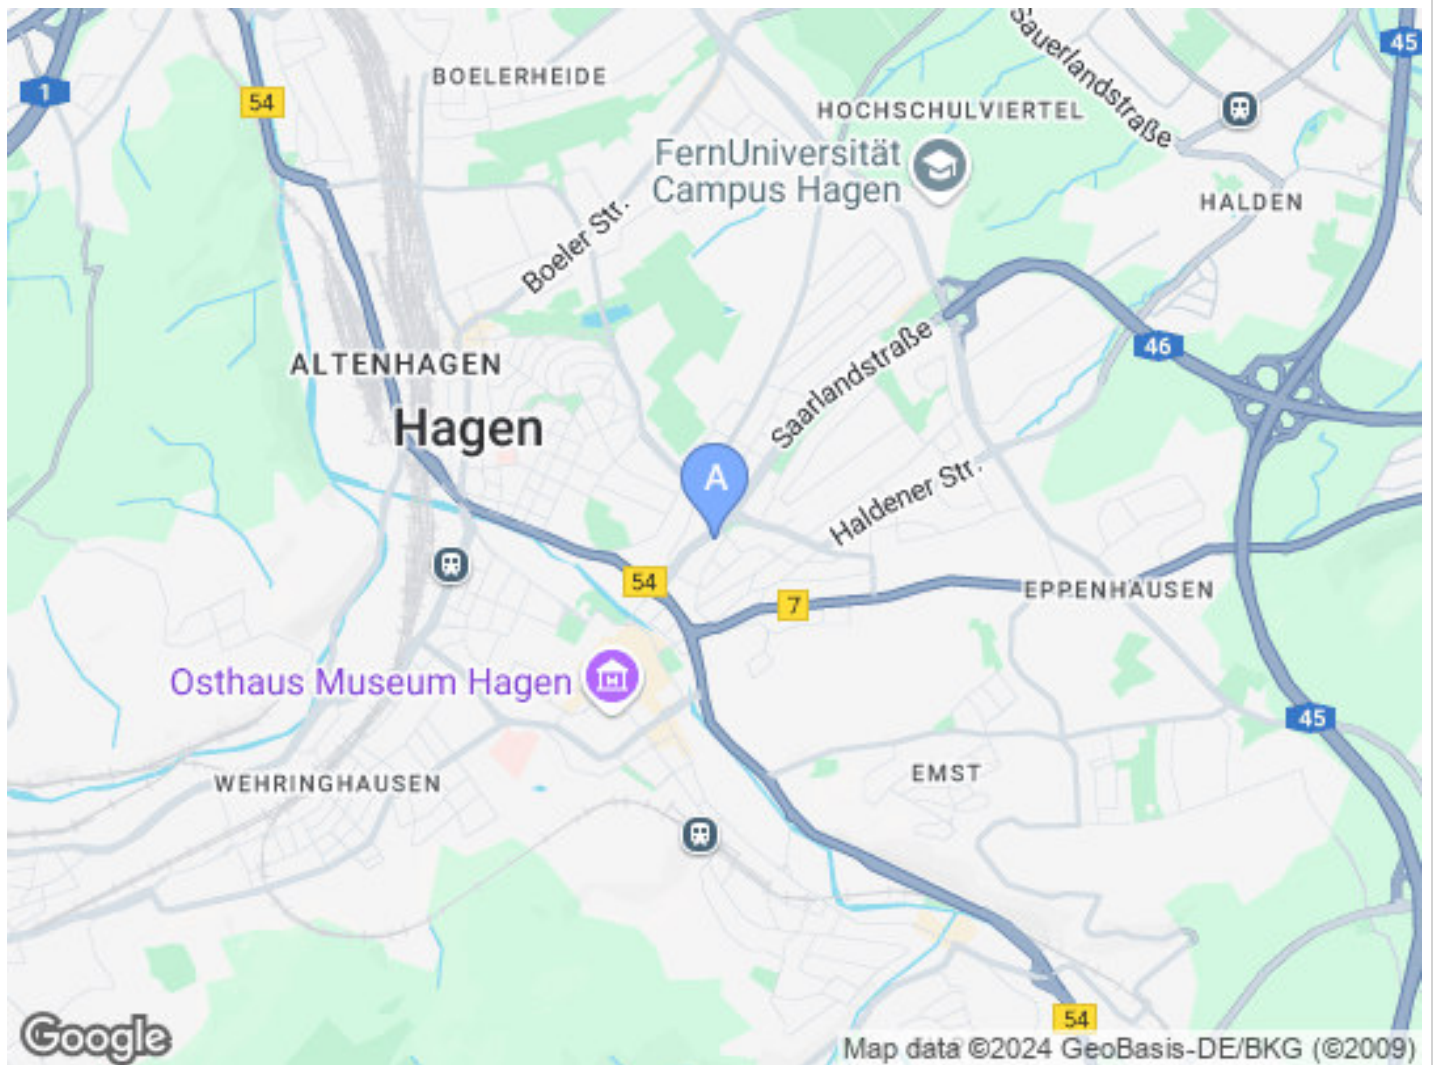 Sauerlandstraße
45
1
54
BOELERHEIDE
HOCHSCHULVIERTEL
FernUniversität
Campus Hagen
HALDEN
Boeler Str.
ALTENHAGEN
Hagen
Saarlandstraße
46
A
Haldener Str.
54
7
EPPENHAUSEN
Osthaus Museum Hagen
45
WEHRINGHAUSEN
EMST
54
Google
Map data ©2024 GeoBasis-DE/BKG (©2009)